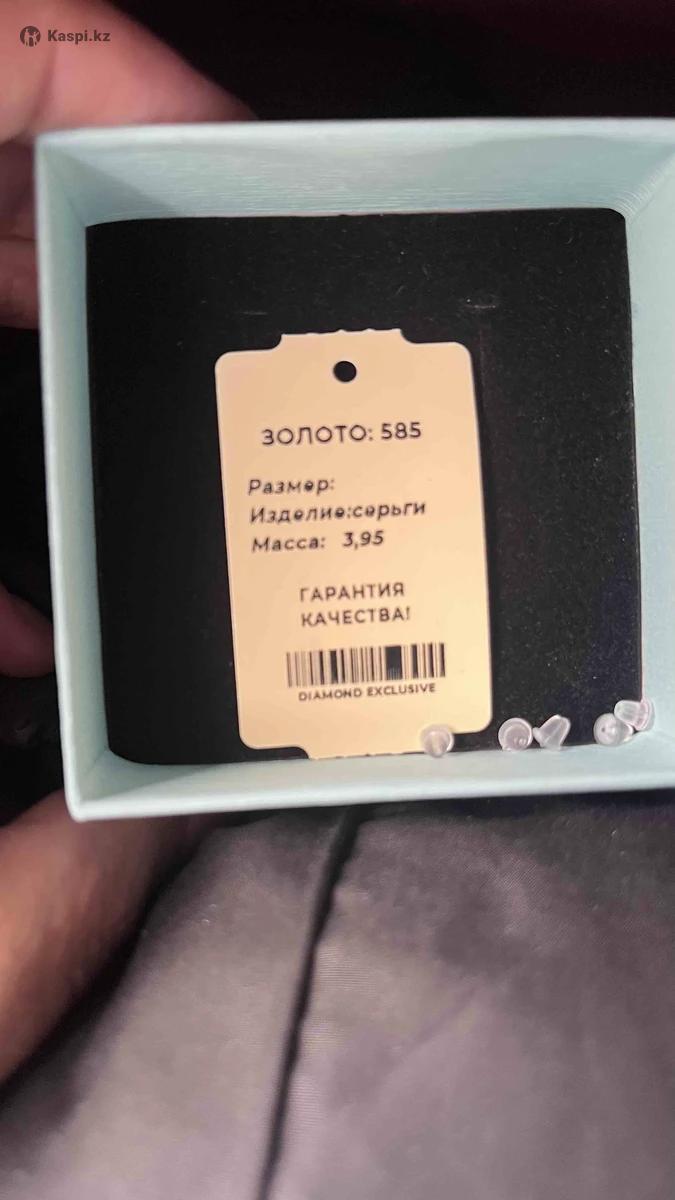 Kaspi.kz
ЗОЛОТО: 585
Размер:
Изделие:серьги
Масса: 3,95
ГАРАНТИЯ
КАЧЕСТВА!
DIAMOND EXCLUSIVE